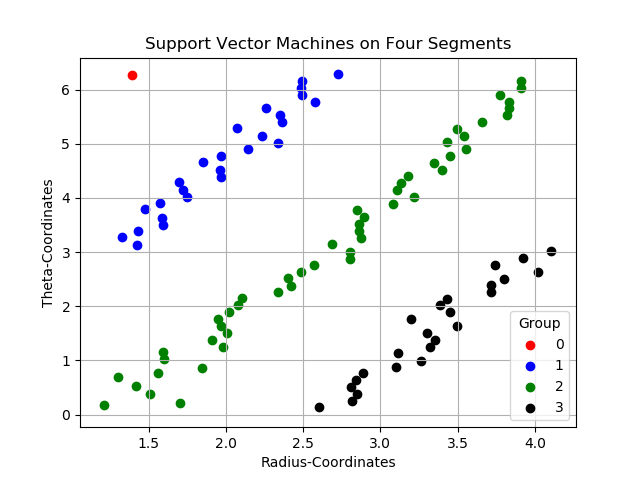 Support Vector Machines on Four Segments
Theta-Coordinates
6
5
4
3
2
1
0
1.5 2.0 2.5 3.0 3.5 4.0
Radius-Coordinates
Group
0
1
2
3